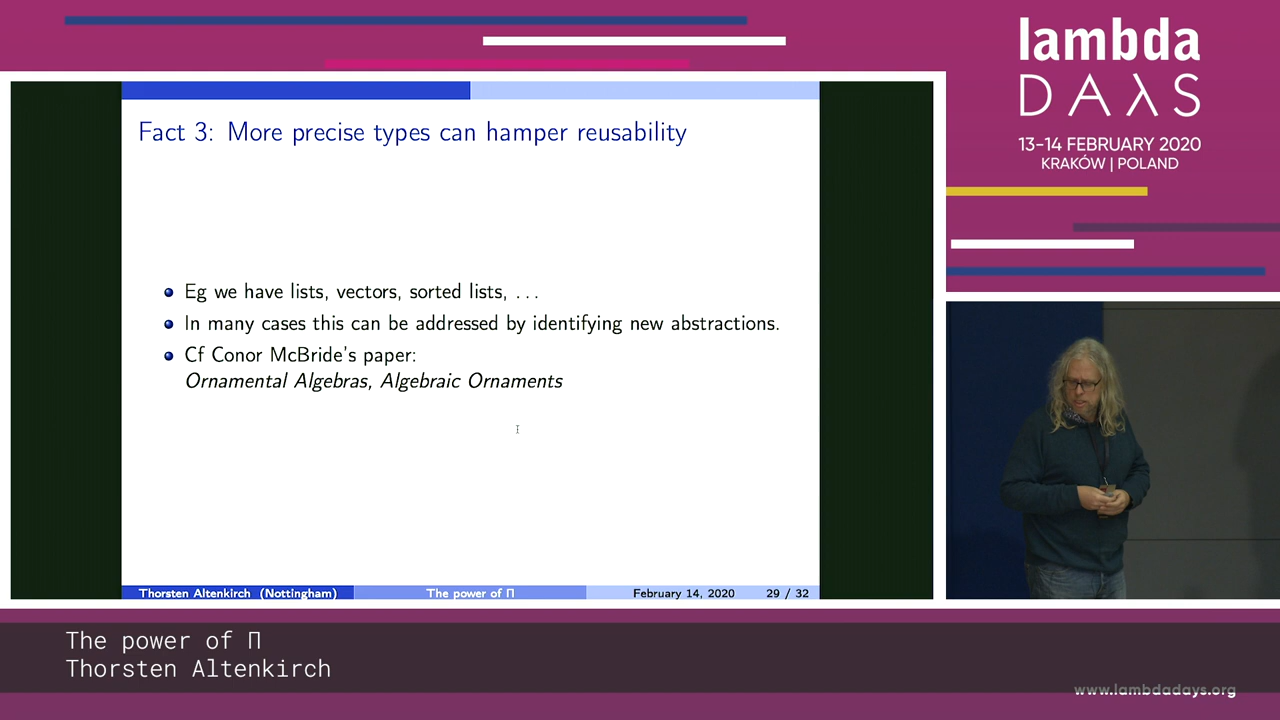 lambda
DAλS
13-14 FEBRUARY 2020
KRAKÓW | POLAND
Fact 3: More precise types can hamper reusability
Eg we have lists, vectors, sorted lists, ...
In many cases this can be addressed by identifying new abstractions.
Cf Conor McBride's paper:
Ornamental Algebras, Algebraic Ornaments
Thorsten Altenkirch (Nottingham)
The power of Π
February 14, 2020
29 / 32
The power of Π
Thorsten Altenkirch
www.lambdadays.org